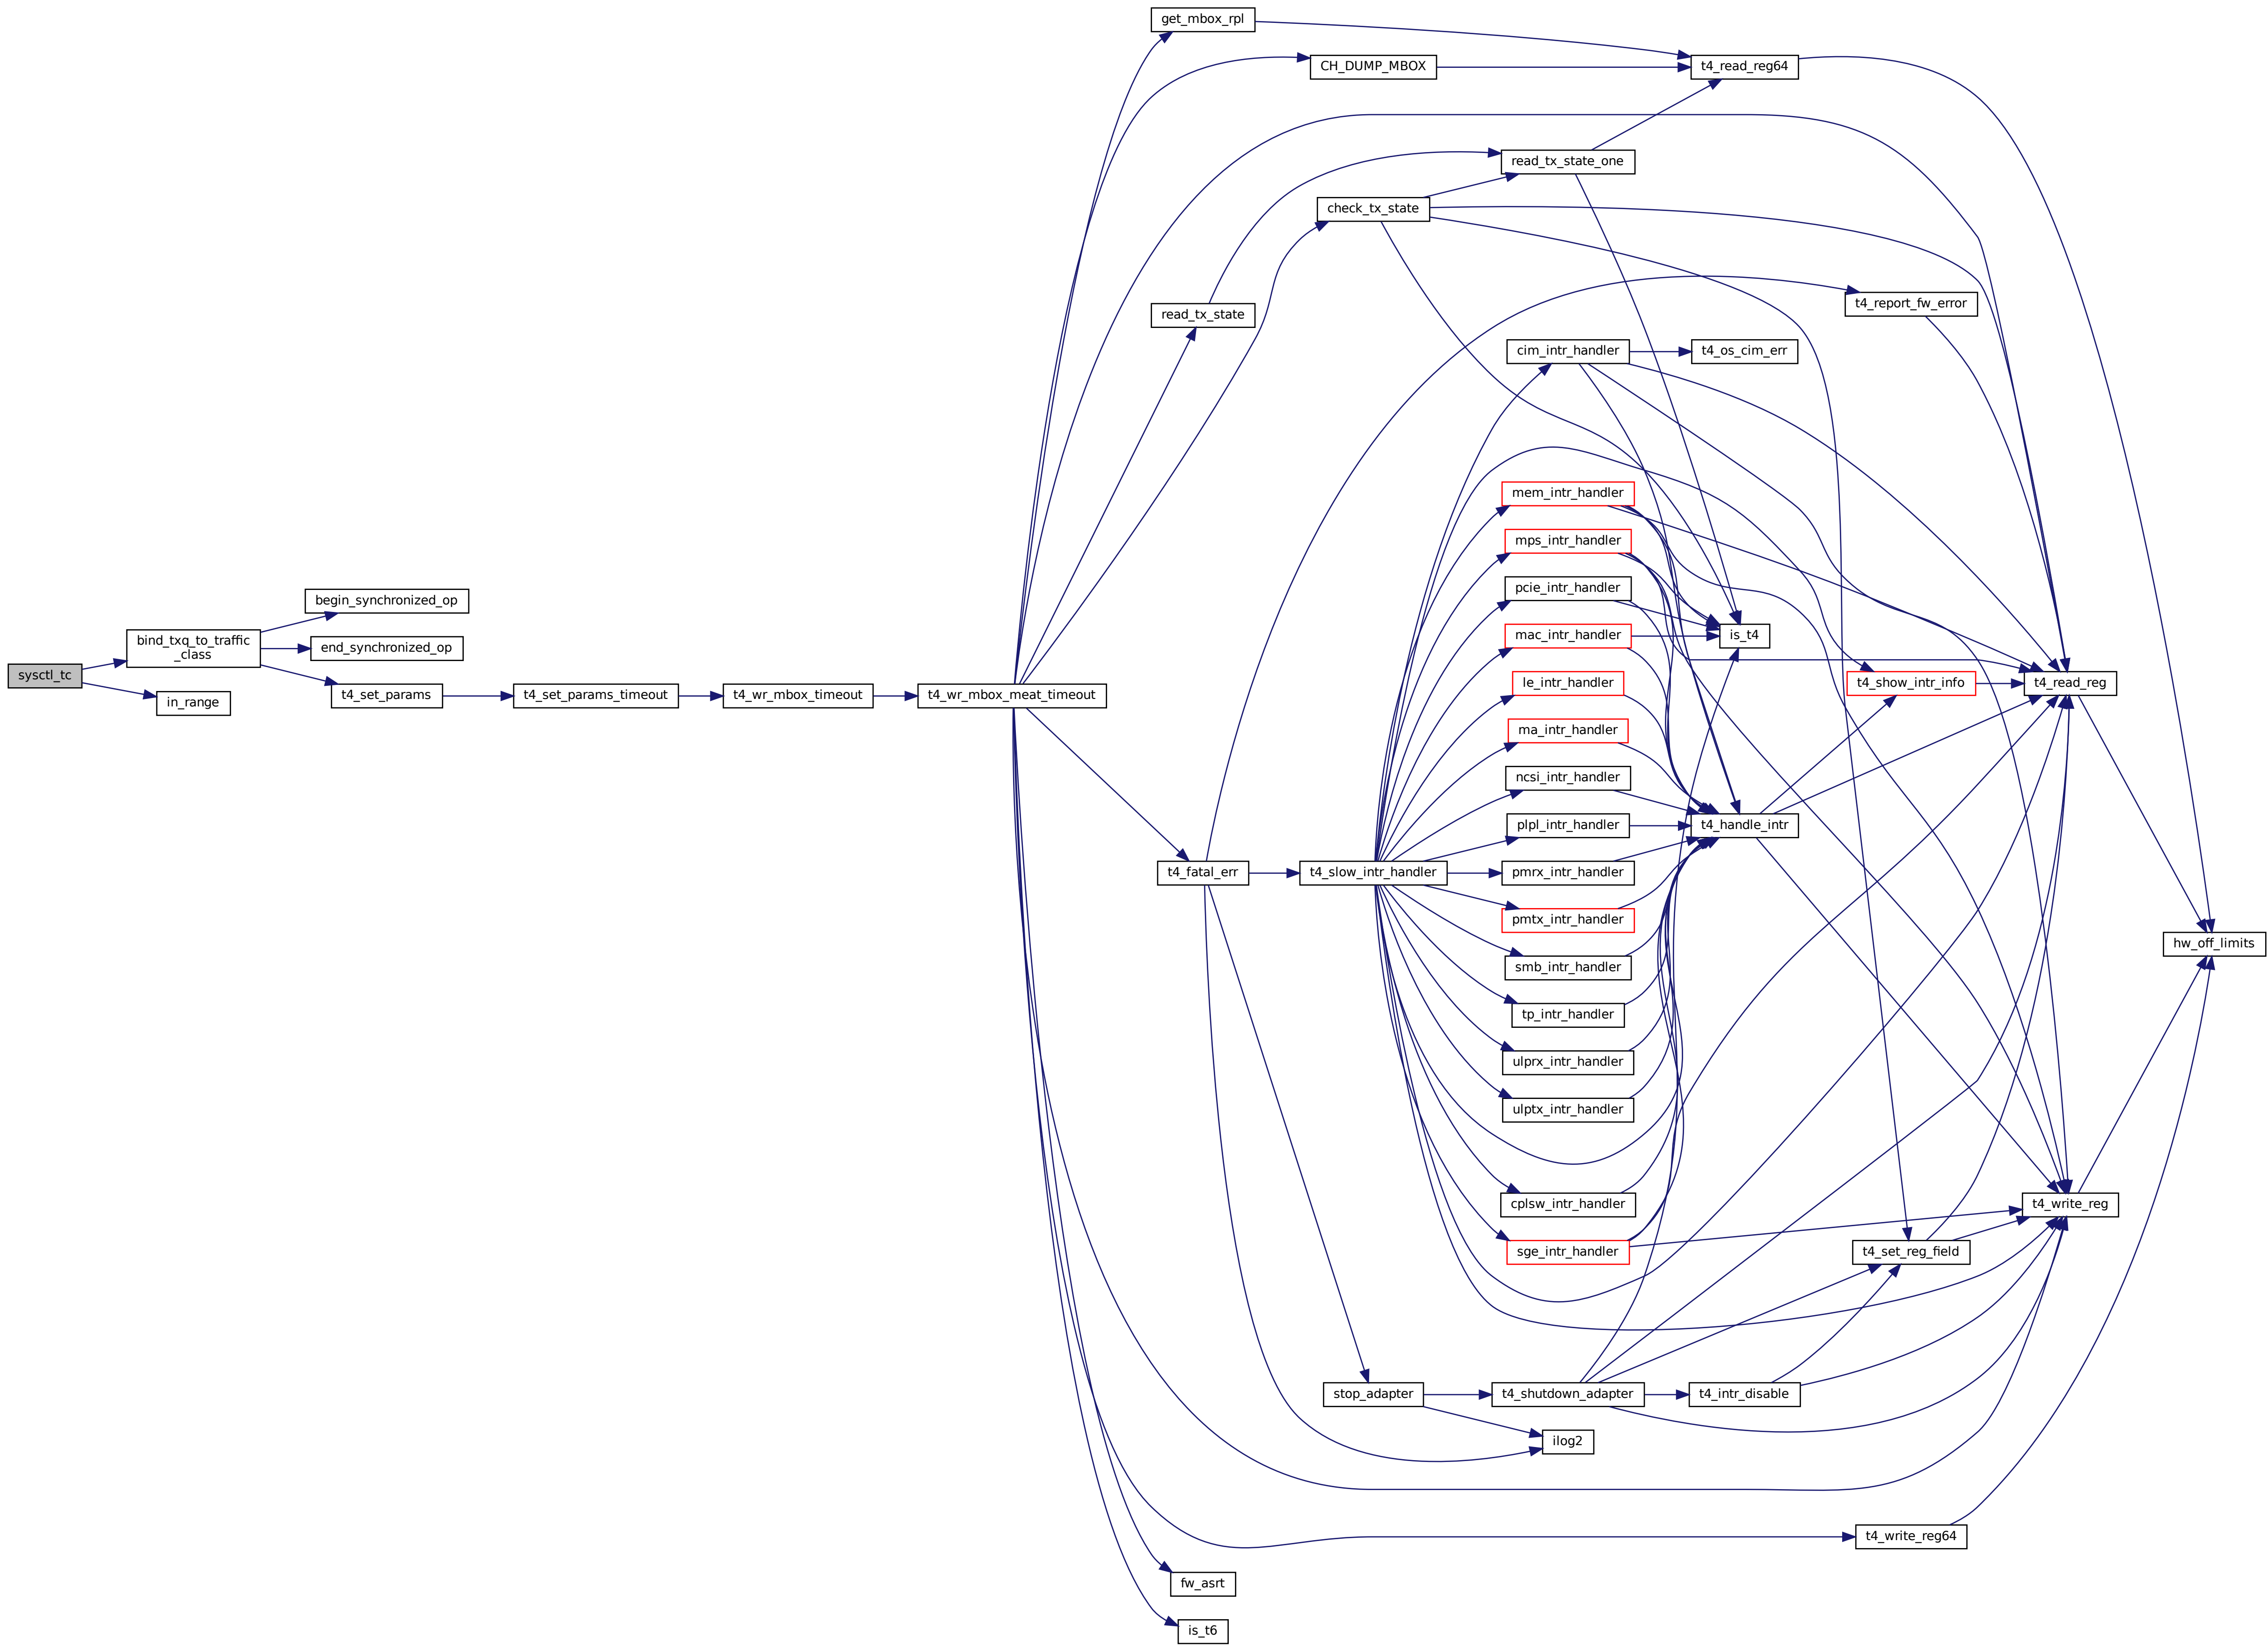 sysctl_tc
bind_txq_to_traffic
_class
in_range
begin_synchronized_op
end_synchronized_op
t4_set_params
t4_set_params_timeout
t4_wr_mbox_timeout
t4_wr_mbox_meat_timeout
get_mbox_rpl
CH_DUMP_MBOX
t4_read_reg64
read_tx_state_one
check_tx_state
read_tx_state
t4_report_fw_error
cim_intr_handler
t4_os_cim_err
mem_intr_handler
mps_intr_handler
pcie_intr_handler
mac_intr_handler
is_t4
le_intr_handler
t4_show_intr_info
t4_read_reg
ma_intr_handler
ncsi_intr_handler
plpl_intr_handler
t4_handle_intr
t4_fatal_err
t4_slow_intr_handler
pmrx_intr_handler
pmtx_intr_handler
hw_off_limits
smb_intr_handler
tp_intr_handler
ulprx_intr_handler
ulptx_intr_handler
cplsw_intr_handler
t4_write_reg
sge_intr_handler
t4_set_reg_field
stop_adapter
t4_shutdown_adapter
t4_intr_disable
ilog2
t4_write_reg64
fw_asrt
is_t6